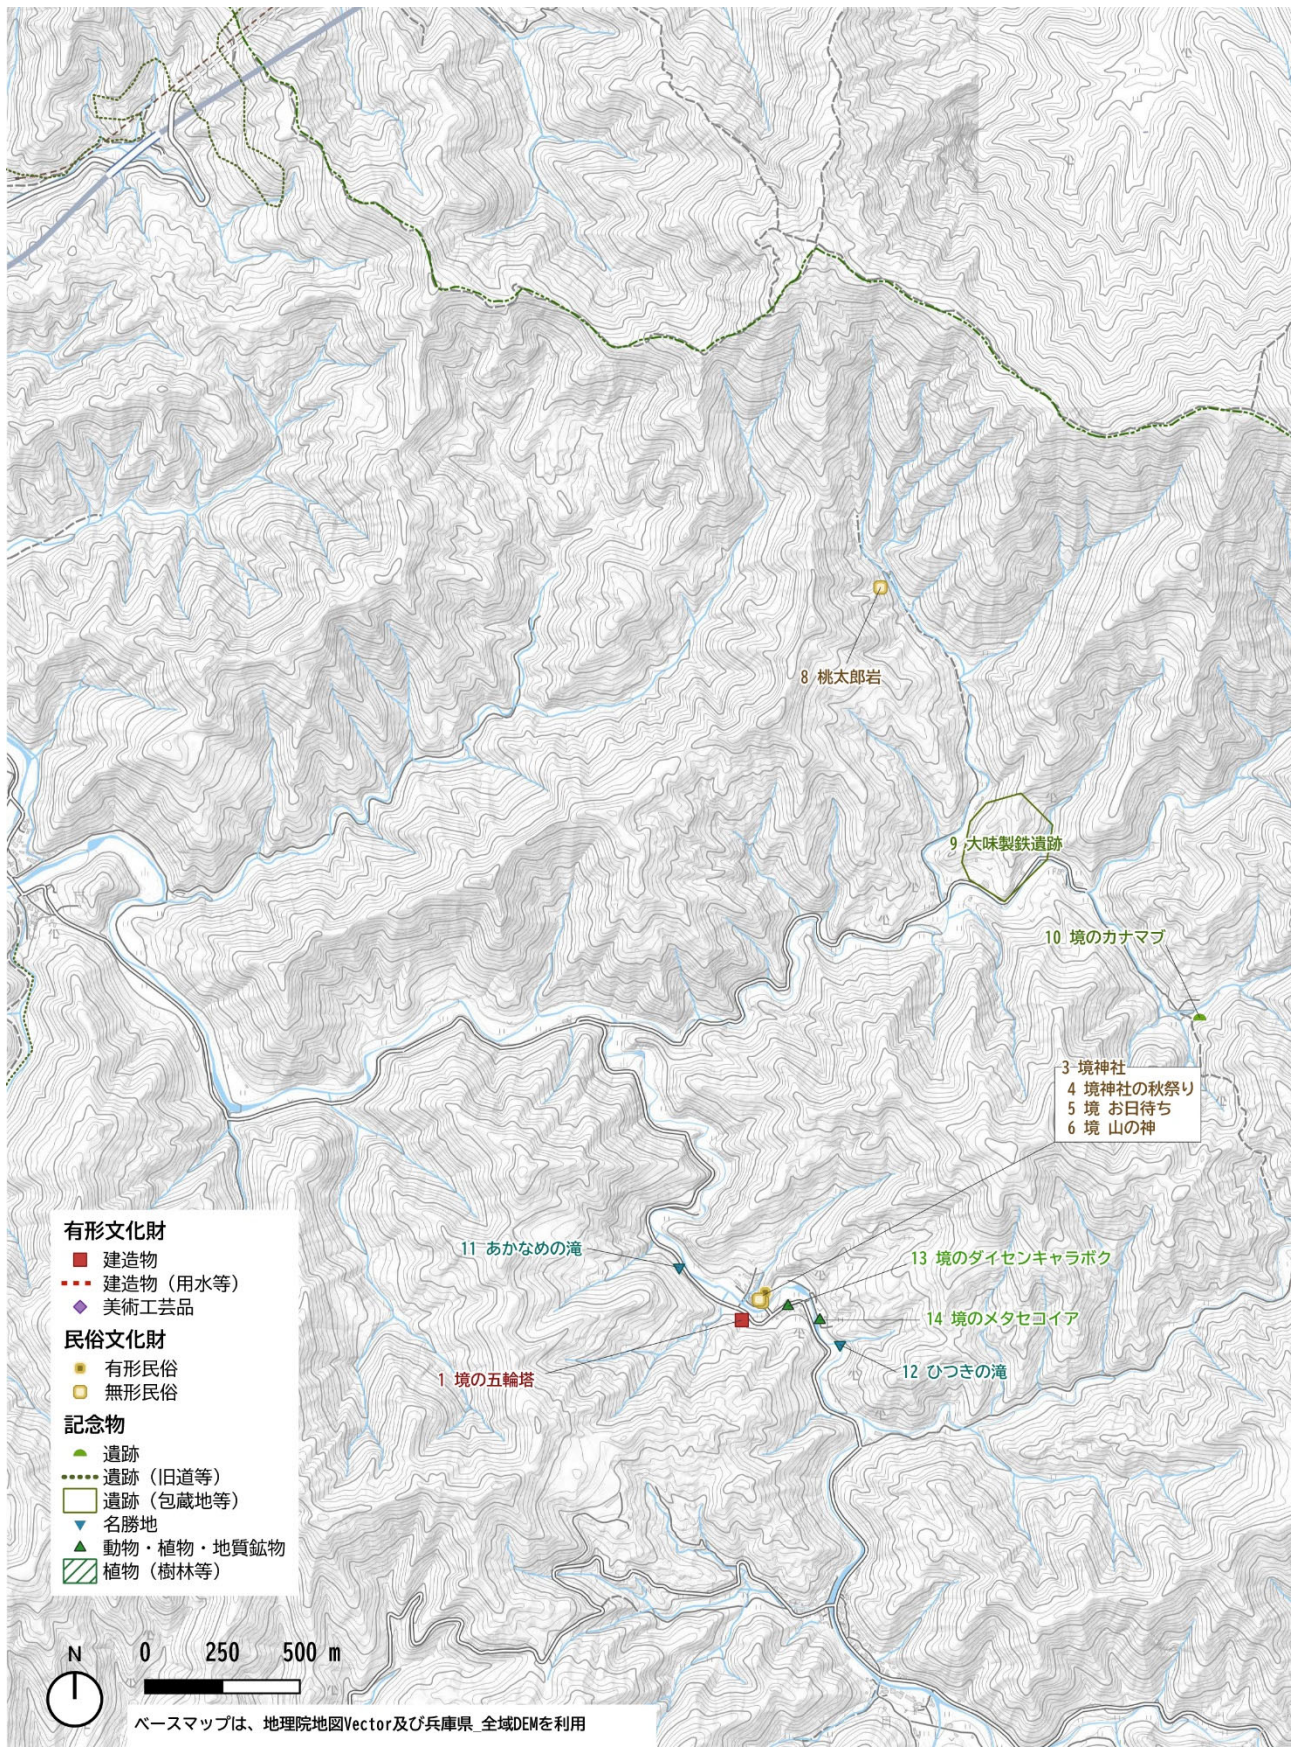 8 桃太郎岩
9 大味製鉄遺跡
10 境のカナマブ
3 境神社
4 境神社の秋祭り
5 境 お日待ち
6 境 山の神
11 あかなめの滝
13 境のダイセンキャラボク
14 境のメタセコイア
12 ひつきの滝
1 境の五輪塔
有形文化財
建造物
建造物（用水等）
美術工芸品
民俗文化財
有形民俗
無形民俗
記念物
遺跡
遺跡（旧道等）
遺跡（包蔵地等）
名勝地
動物・植物・地質鉱物
植物（樹林等）
N
0 250 500 m
ベースマップは、地理院地図Vector及び兵庫県_全域DEMを利用